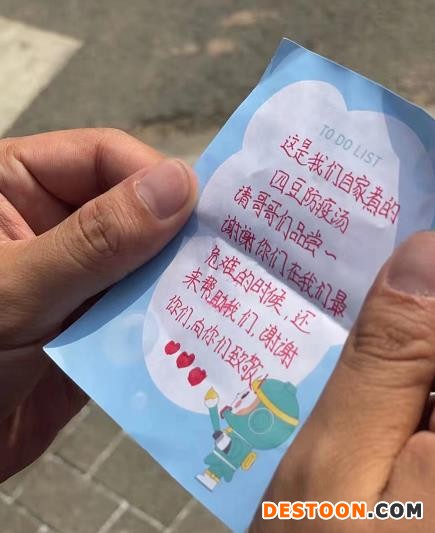 TO DO LIST
这是我们自家煮的
四豆防疫汤
请哥哥们品尝~
谢谢你们在我们最
危难的时候,还
来帮助我们,谢谢
你们,向你们致敬
DESTOON.COM